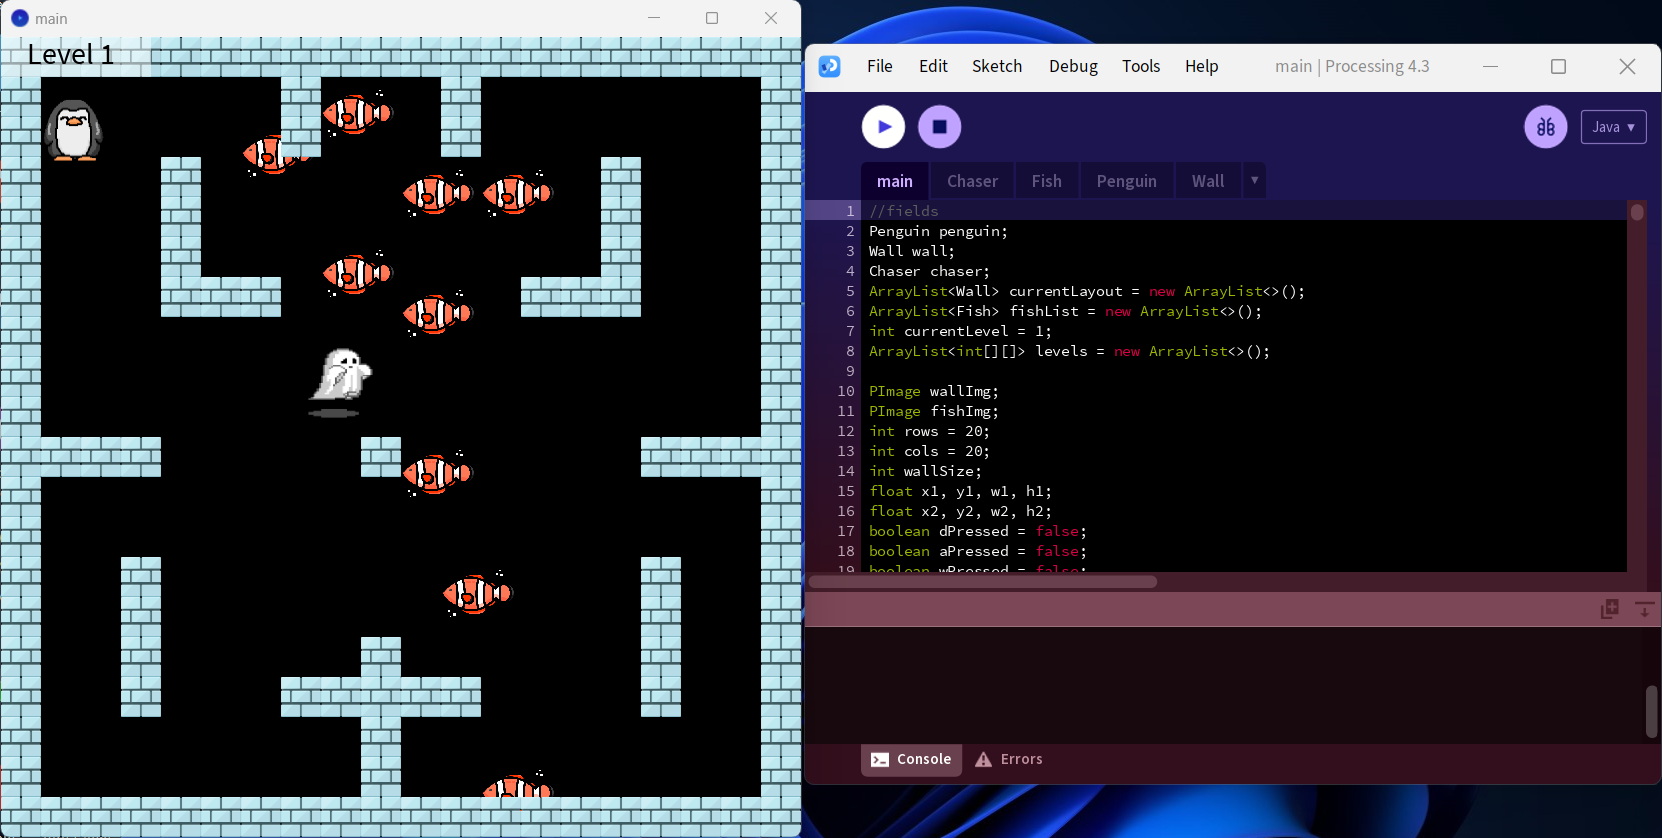 main
Level 1
File Edit Sketch Debug Tools Help main | Processing 4.3
Java ▾
main Chaser Fish Penguin Wall ▾
1 //fields
2 Penguin penguin;
3 Wall wall;
4 Chaser chaser;
5 ArrayList<Wall> currentLayout = new ArrayList<>();
6 ArrayList<Fish> fishList = new ArrayList<>();
7 int currentLevel = 1;
8 ArrayList<int[][]> levels = new ArrayList<>();
9
10 PImage wallImg;
11 PImage fishImg;
12 int rows = 20;
13 int cols = 20;
14 int wallSize;
15 float x1, y1, w1, h1;
16 float x2, y2, w2, h2;
17 boolean dPressed = false;
18 boolean aPressed = false;
19 boolean wPressed = false;
Console Errors